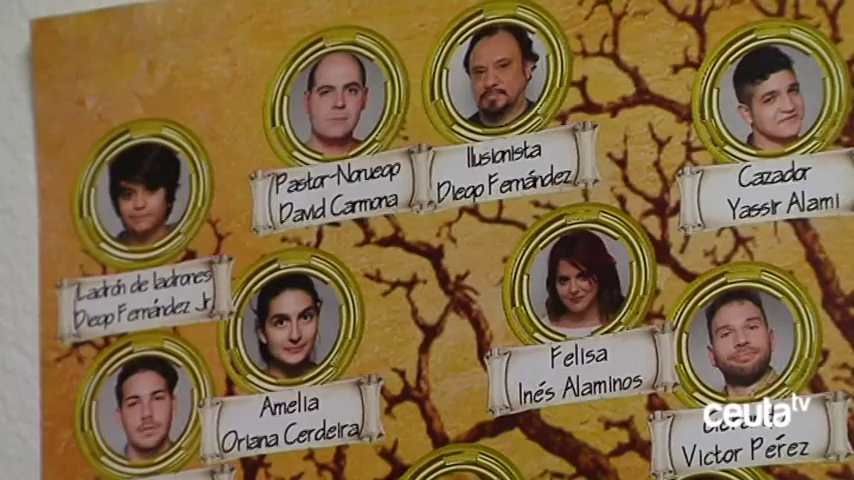 Pastor-Noruego
David Carmona
Ilusionista
Diego Fernández
Cazador
Yassir Alami
Ladrón de ladrones
Diego Fernández Jr.
Amelia
Oriana Cerdeira
Felisa
Inés Alaminos
Víctor Pérez
ceuta tv